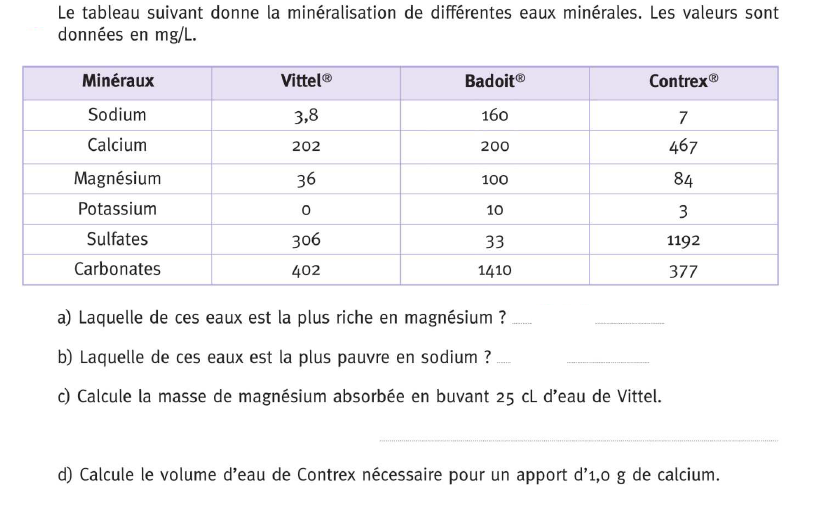 Le tableau suivant donne la minéralisation de différentes eaux minérales. Les valeurs sont
données en mg/L.
Minéraux Vittel® Badoit® Contrex®
Sodium 3,8 160 7
Calcium 202 200 467
Magnésium 36 100 84
Potassium 0 10 3
Sulfates 306 33 1192
Carbonates 402 1410 377
a) Laquelle de ces eaux est la plus riche en magnésium ?
b) Laquelle de ces eaux est la plus pauvre en sodium ?
c) Calcule la masse de magnésium absorbée en buvant 25 cL d'eau de Vittel.
d) Calcule le volume d'eau de Contrex nécessaire pour un apport d'1,0 g de calcium.